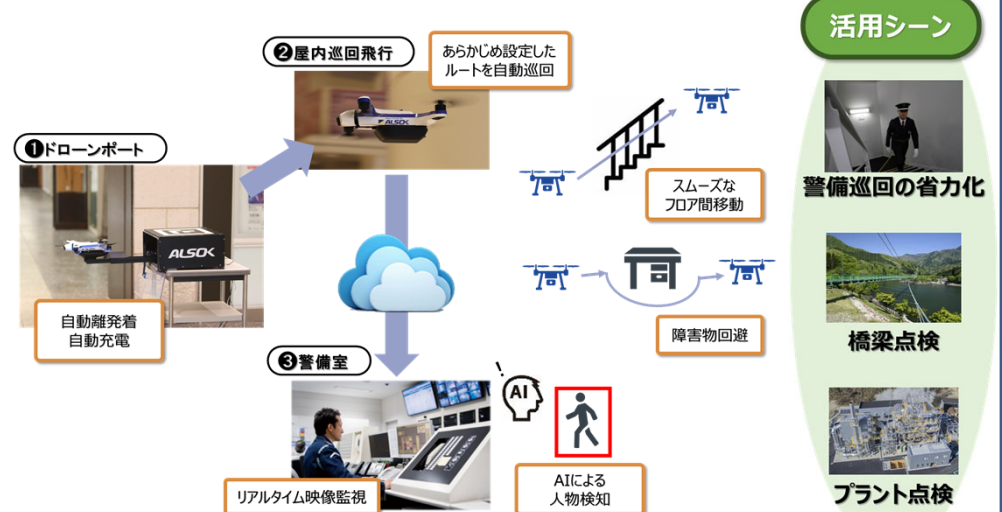 活用シーン
❷屋内巡回飛行
あらかじめ設定した
ルートを自動巡回
ALSOK
❶ドローンポート
ALSOK
自動離発着
自動充電
スムーズな
フロア間移動
障害物回避
❸警備室
AI
リアルタイム映像監視
AIによる
人物検知
警備巡回の省力化
橋梁点検
プラント点検